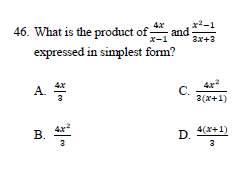 46. What is the product of 4x/(x−1) and (x²−1)/(3x+3)
expressed in simplest form?
A. 4x/3
C. 4x²/(3(x+1))
B. 4x²/3
D. 4(x+1)/3